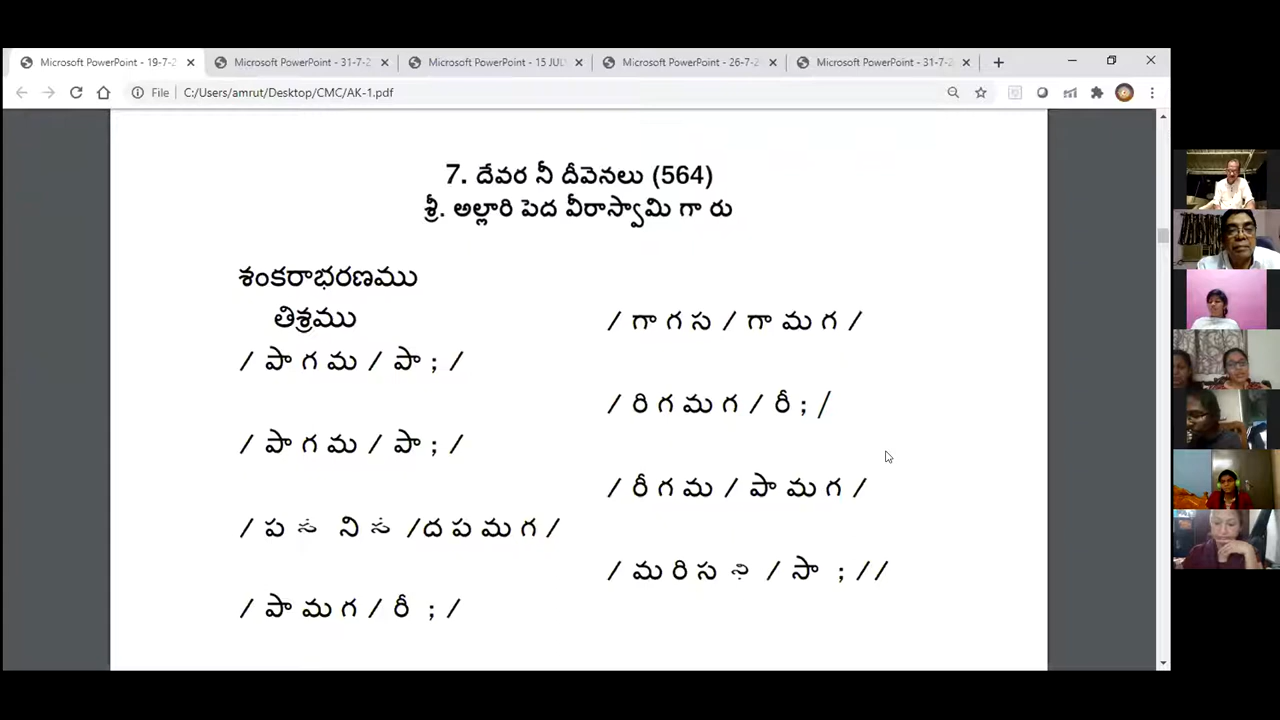 Microsoft PowerPoint - 19-7-2
Microsoft PowerPoint - 31-7-2
Microsoft PowerPoint - 15 JUL
Microsoft PowerPoint - 26-7-2
Microsoft PowerPoint - 31-7-2
File C:/Users/amrut/Desktop/CMC/AK-1.pdf
7. దేవర నీ దీవెనలు (564)
శ్రీ. అల్లారి పెద వీరాస్వామి గా రు
శంకరాభరణము
తిశ్రము
/ పా గ మ / పా ; /
/ పా గ మ / పా ; /
/ ప స̇ ని స̇ /ద ప మ గ /
/ పా మ గ / రీ ; /
/ గా గ స / గా మ గ /
/ రి గ మ గ / రీ ; /
/ రీ గ మ / పా మ గ /
/ మ రి స ని̣ / సా ; / /